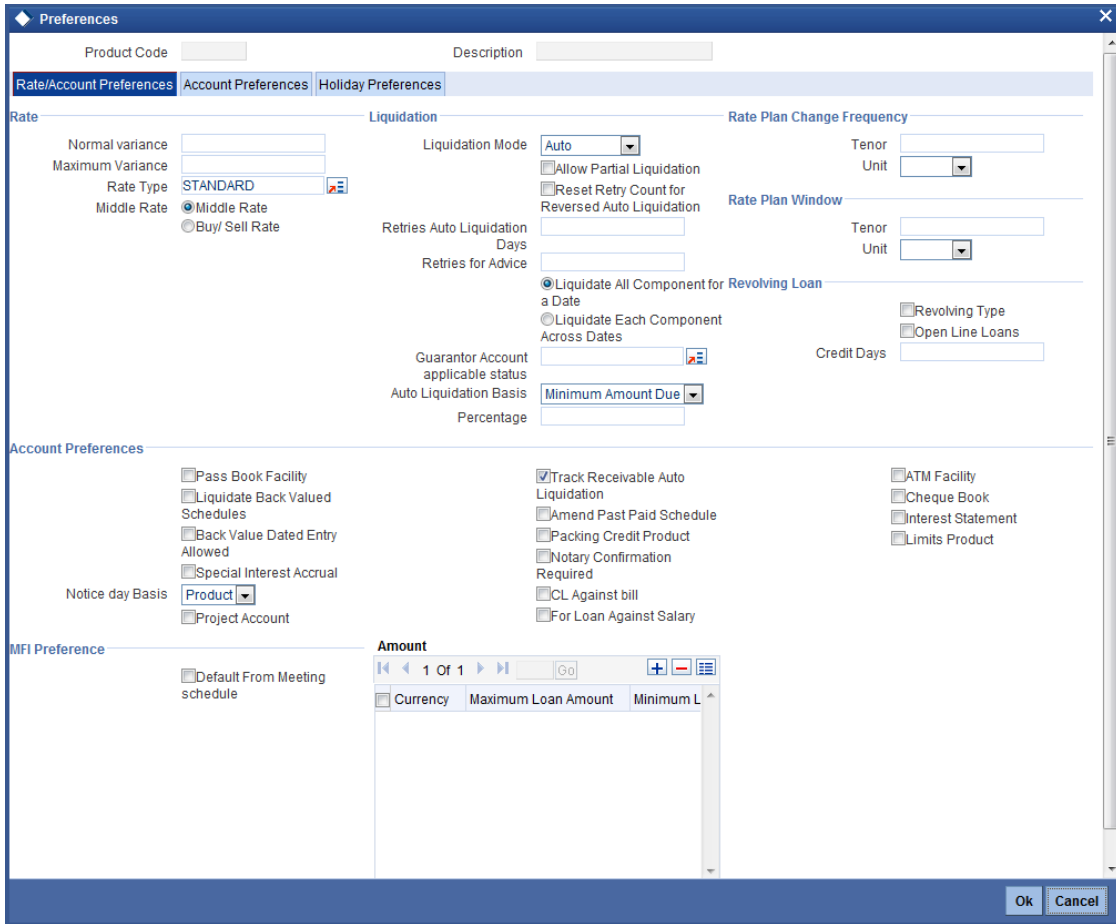 Preferences
Product Code
Description
Rate/Account Preferences Account Preferences Holiday Preferences
Rate
Normal variance
Maximum Variance
Rate Type STANDARD
Middle Rate Middle Rate
Buy/ Sell Rate
Liquidation
Liquidation Mode Auto
Allow Partial Liquidation
Reset Retry Count for
Reversed Auto Liquidation
Retries Auto Liquidation
Days
Retries for Advice
Liquidate All Component for
a Date
Liquidate Each Component
Across Dates
Guarantor Account
applicable status
Auto Liquidation Basis Minimum Amount Due
Percentage
Rate Plan Change Frequency
Tenor
Unit
Rate Plan Window
Tenor
Unit
Revolving Loan
Revolving Type
Open Line Loans
Credit Days
Account Preferences
Pass Book Facility
Liquidate Back Valued
Schedules
Back Value Dated Entry
Allowed
Special Interest Accrual
Notice day Basis Product
Project Account
Track Receivable Auto
Liquidation
Amend Past Paid Schedule
Packing Credit Product
Notary Confirmation
Required
CL Against bill
For Loan Against Salary
ATM Facility
Cheque Book
Interest Statement
Limits Product
MFI Preference
Default From Meeting
schedule
Amount
1 Of 1 Go
Currency Maximum Loan Amount Minimum L
Ok Cancel